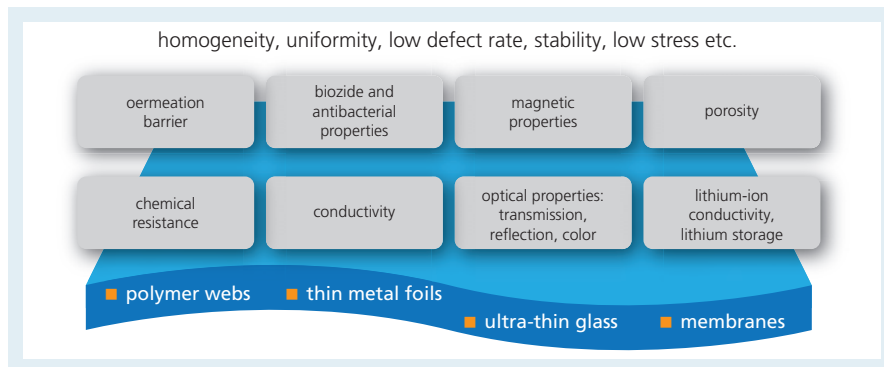 homogeneity, uniformity, low defect rate, stability, low stress etc.
oermeation
barrier
biozide and
antibacterial
properties
magnetic
properties
porosity
chemical
resistance
conductivity
optical properties:
transmission,
reflection, color
lithium-ion
conductivity,
lithium storage
■ polymer webs
■ thin metal foils
■ ultra-thin glass
■ membranes